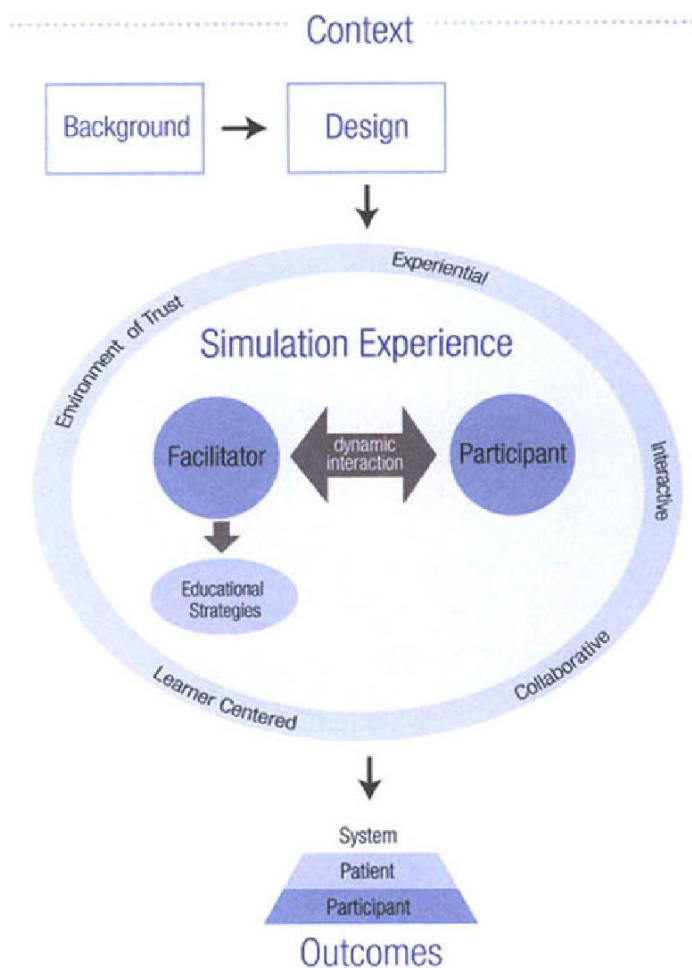 Context
Background
Design
Experiential
Environment of Trust
Simulation Experience
Facilitator
dynamic
interaction
Participant
Interactive
Educational
Strategies
Learner Centered
Collaborative
System
Patient
Participant
Outcomes